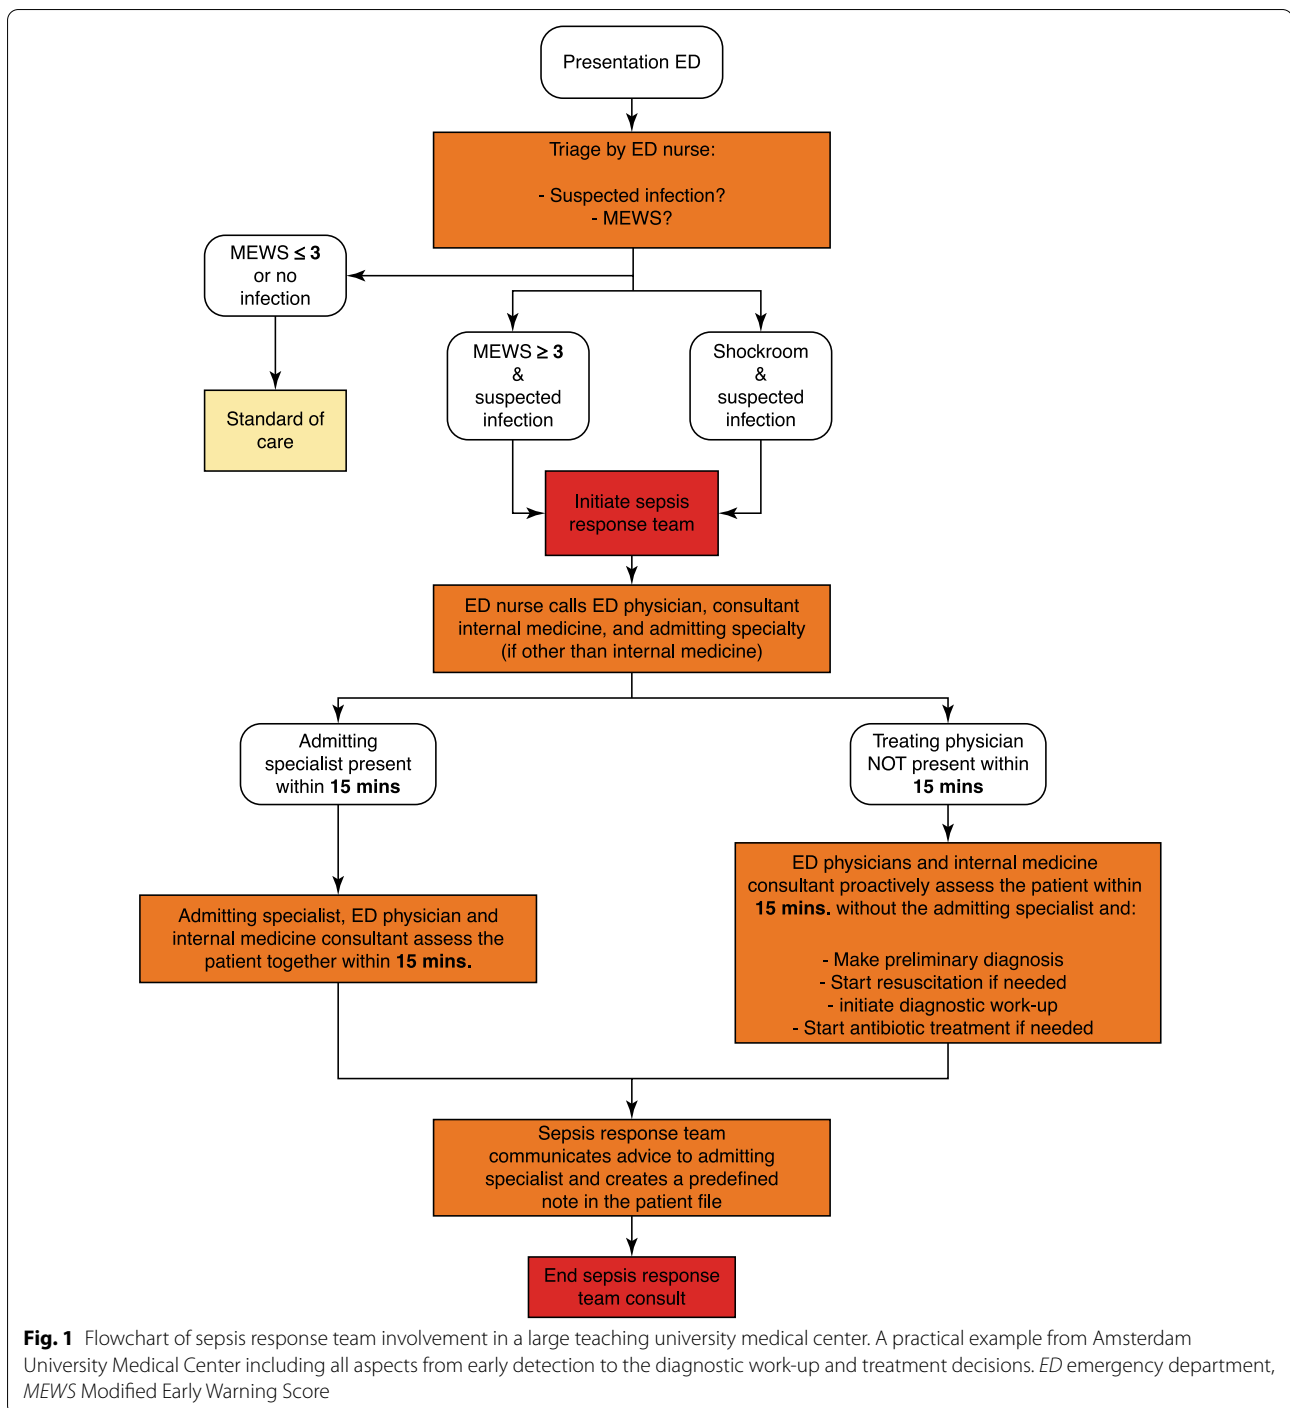 Presentation ED
Triage by ED nurse:
- Suspected infection?
- MEWS?
MEWS ≤ 3
or no
infection
MEWS ≥ 3
&
suspected
infection
Shockroom
&
suspected
infection
Standard of
care
Initiate sepsis
response team
ED nurse calls ED physician, consultant
internal medicine, and admitting specialty
(if other than internal medicine)
Admitting
specialist present
within 15 mins
Treating physician
NOT present within
15 mins
Admitting specialist, ED physician and
internal medicine consultant assess the
patient together within 15 mins.
ED physicians and internal medicine
consultant proactively assess the patient within
15 mins. without the admitting specialist and:
- Make preliminary diagnosis
- Start resuscitation if needed
- initiate diagnostic work-up
- Start antibiotic treatment if needed
Sepsis response team
communicates advice to admitting
specialist and creates a predefined
note in the patient file
End sepsis response
team consult
Fig. 1 Flowchart of sepsis response team involvement in a large teaching university medical center. A practical example from Amsterdam
University Medical Center including all aspects from early detection to the diagnostic work-up and treatment decisions. ED emergency department,
MEWS Modified Early Warning Score